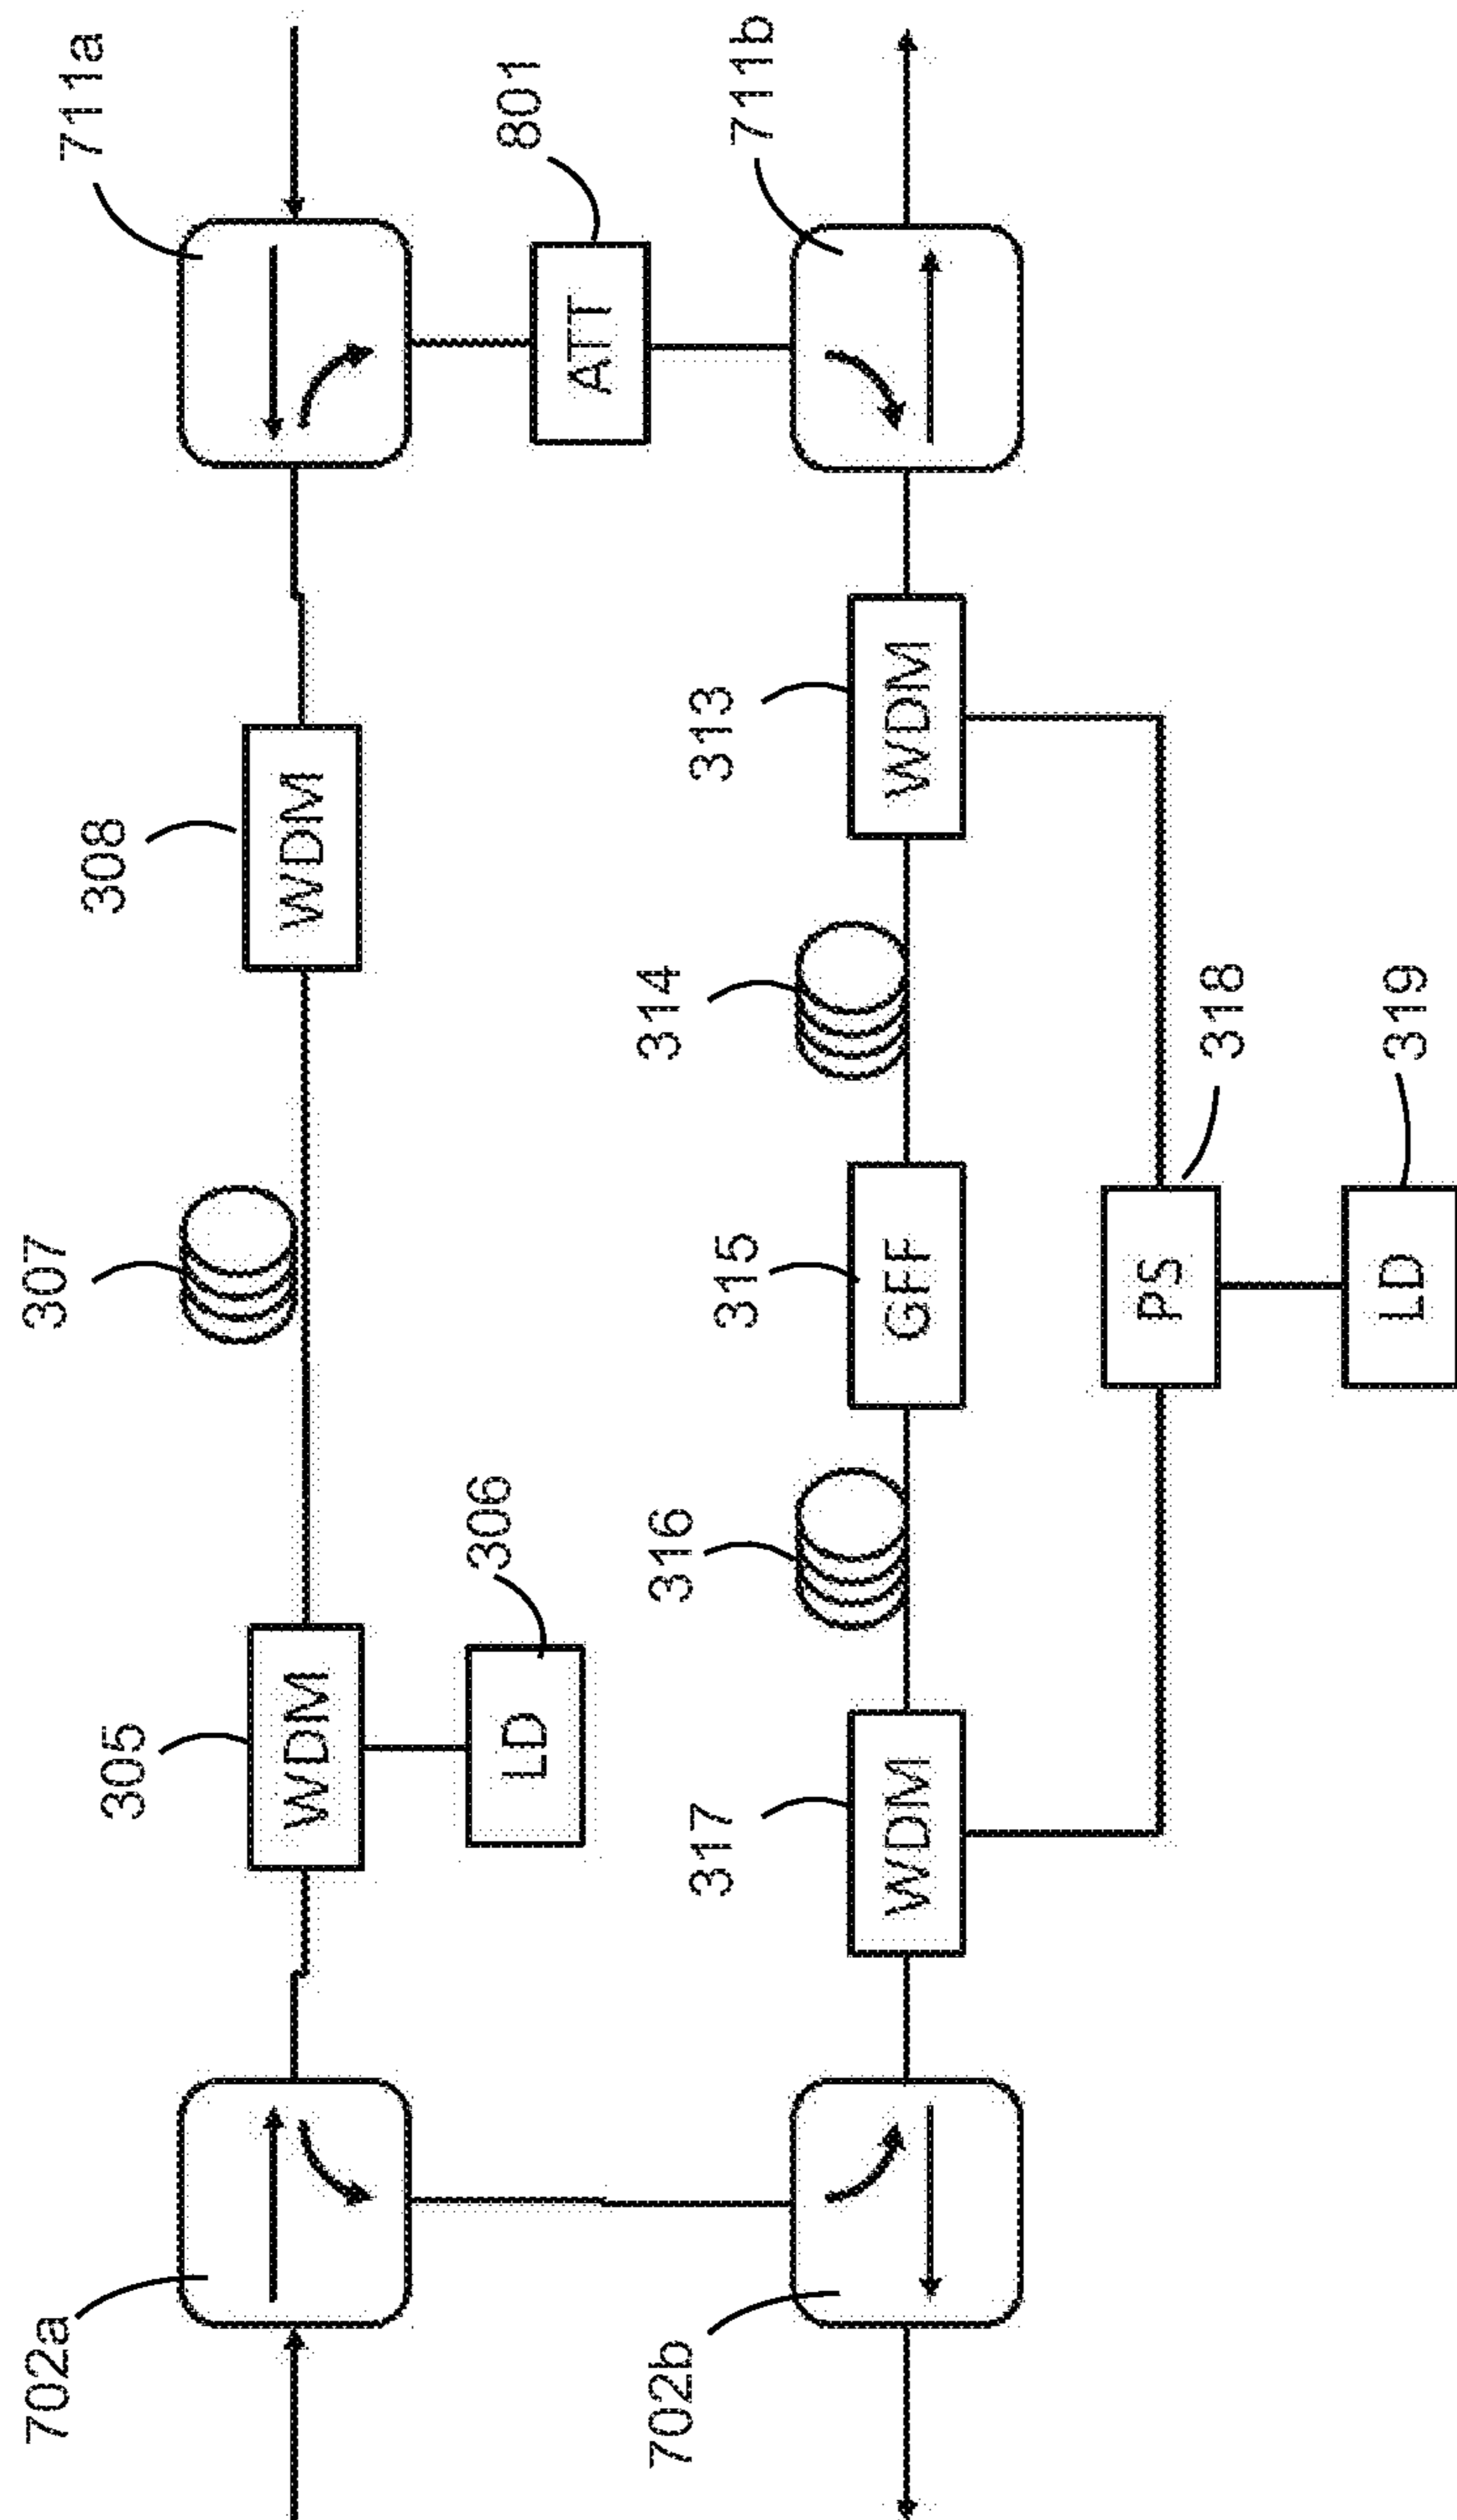 702a
305
WDM
306
LD
307
308
WDM
711a
801
ATT
702b
317
WDM
316
315
GFF
314
313
WDM
711b
318
PS
319
LD